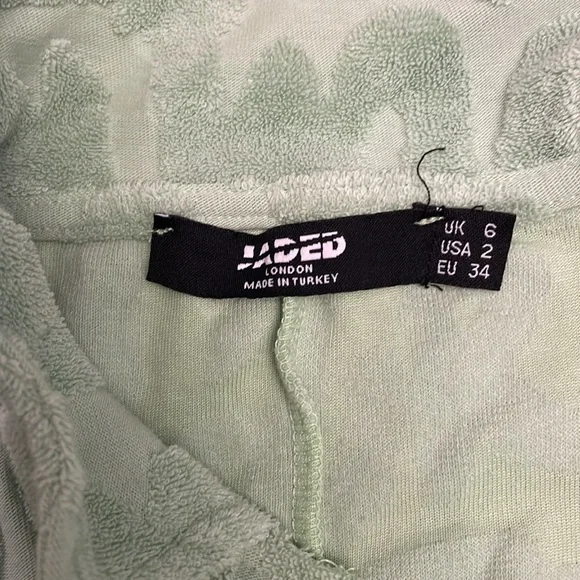 JADED
LONDON
MADE IN TURKEY
UK 6
USA 2
EU 34